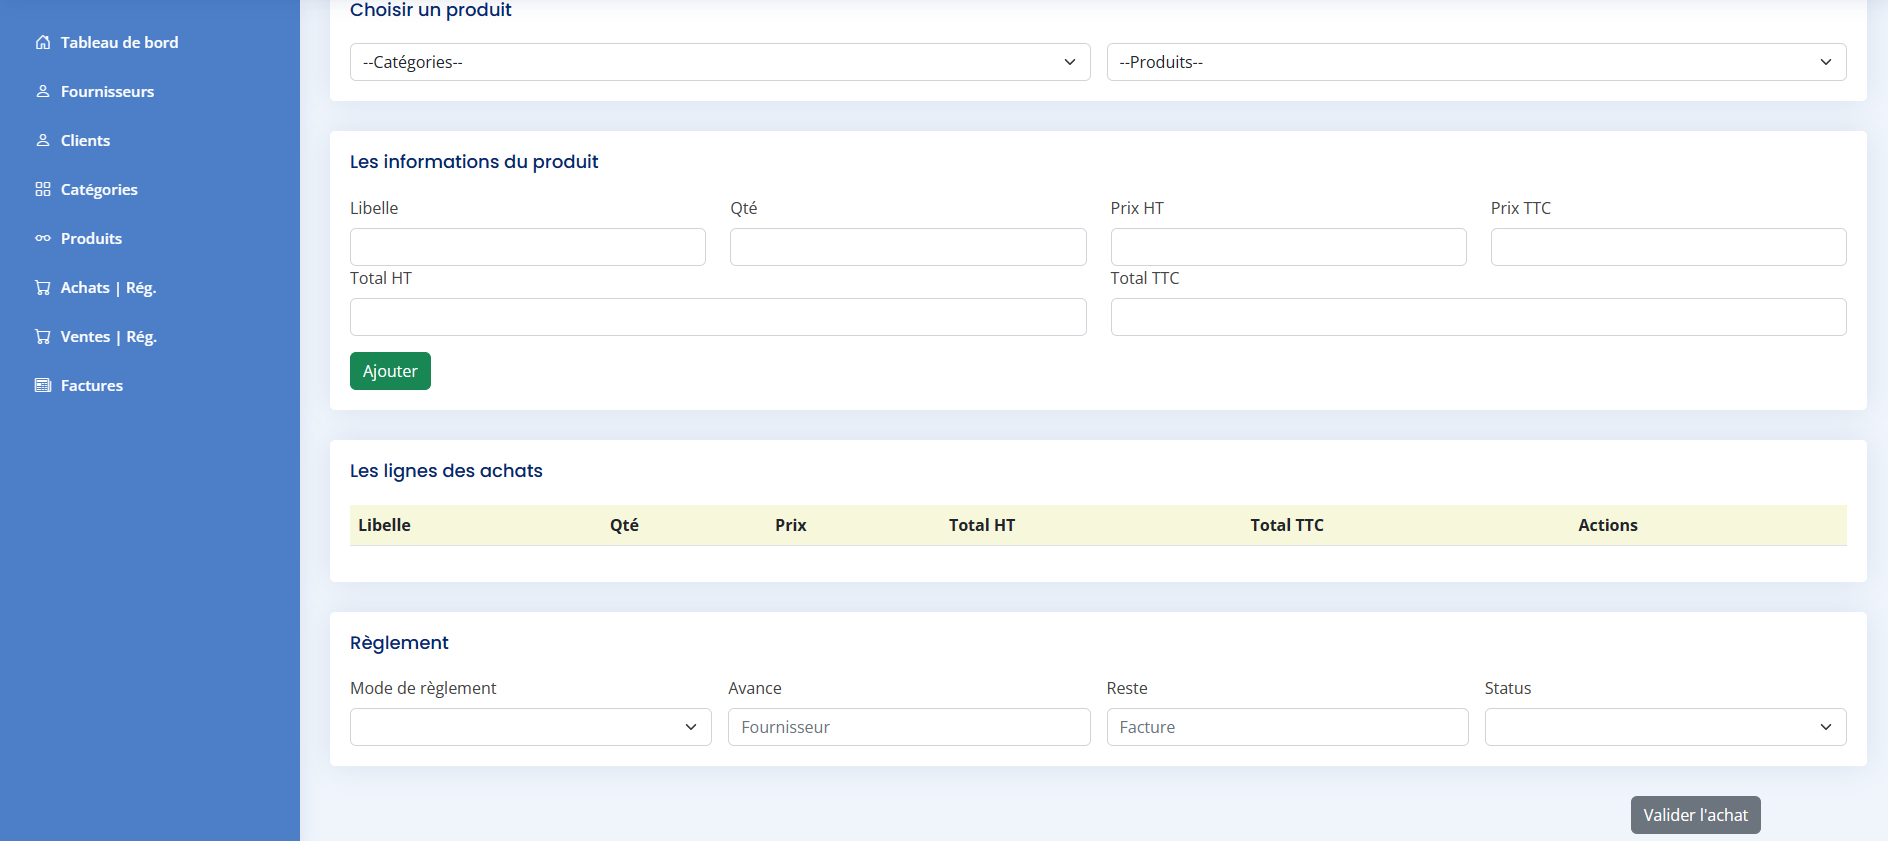 Tableau de bord
Fournisseurs
Clients
Catégories
Produits
Achats | Rég.
Ventes | Rég.
Factures
Choisir un produit
--Catégories-- --Produits--
Les informations du produit
Libelle Qté Prix HT Prix TTC
Total HT Total TTC
Ajouter
Les lignes des achats
Libelle Qté Prix Total HT Total TTC Actions
Règlement
Mode de règlement Avance Reste Status
Fournisseur Facture
Valider l'achat